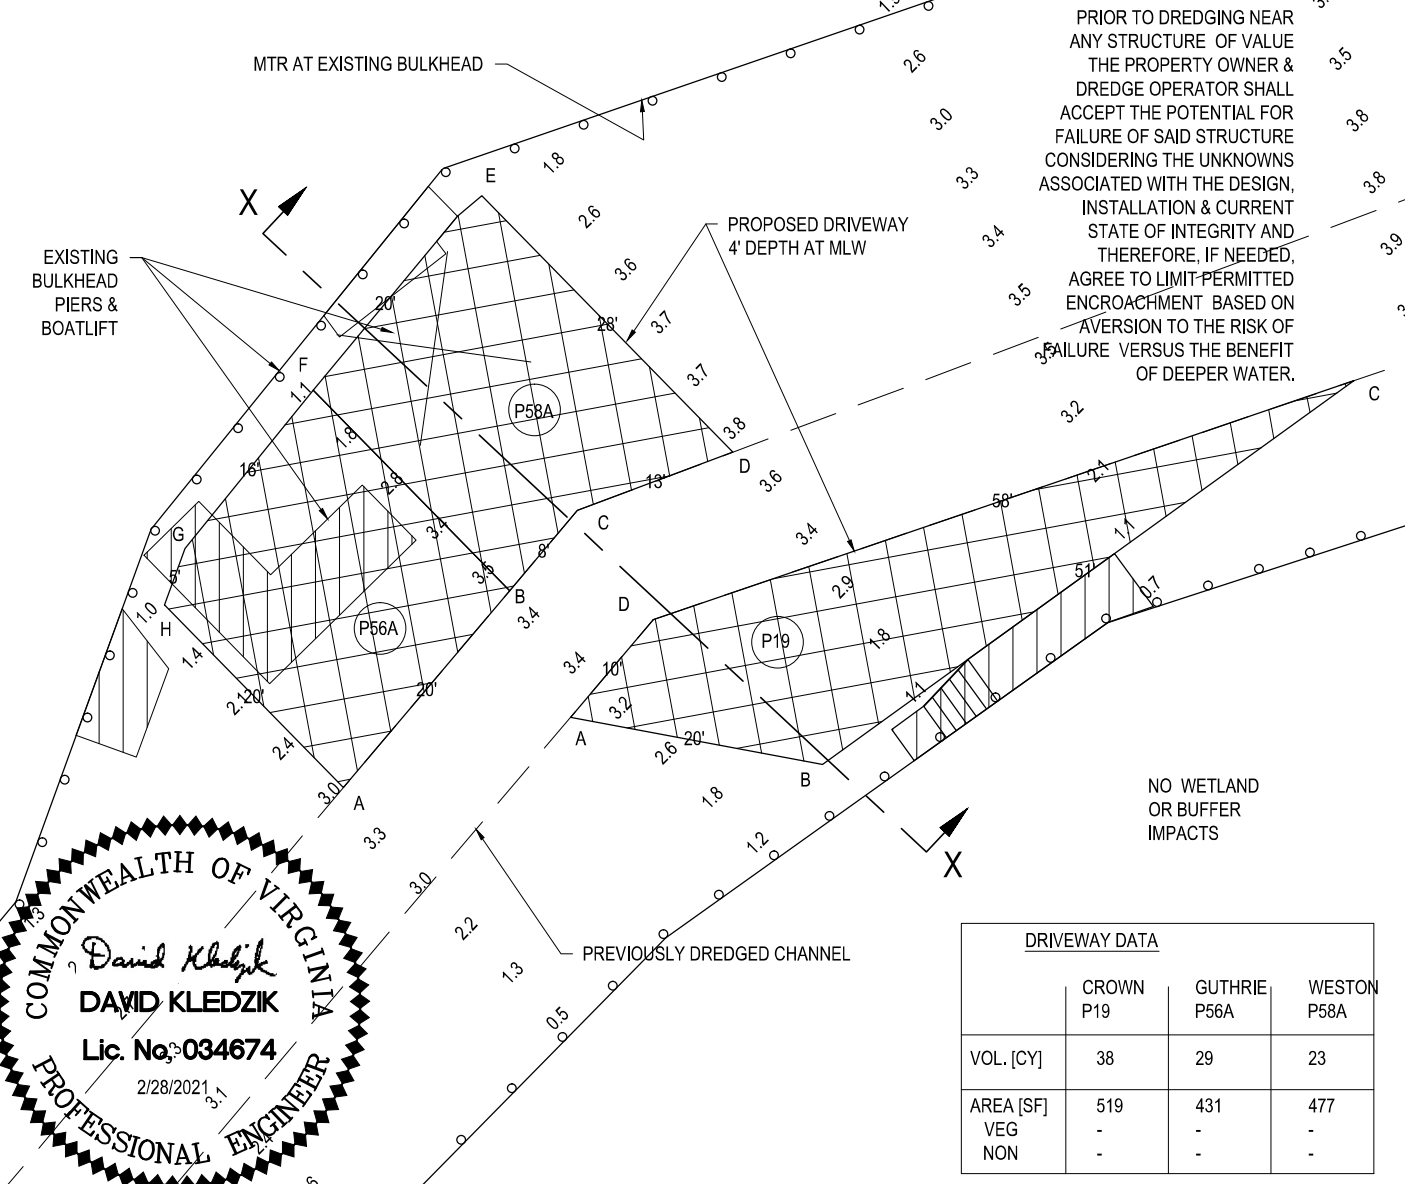 MTR AT EXISTING BULKHEAD
PRIOR TO DREDGING NEAR
ANY STRUCTURE OF VALUE
THE PROPERTY OWNER &
DREDGE OPERATOR SHALL
ACCEPT THE POTENTIAL FOR
FAILURE OF SAID STRUCTURE
CONSIDERING THE UNKNOWNS
ASSOCIATED WITH THE DESIGN,
INSTALLATION & CURRENT
STATE OF INTEGRITY AND
THEREFORE, IF NEEDED,
AGREE TO LIMIT PERMITTED
ENCROACHMENT BASED ON
AVERSION TO THE RISK OF
FAILURE VERSUS THE BENEFIT
OF DEEPER WATER.
2.6
3.0
3.3
3.4
3.5
3.5
3.5
3.8
3.8
3.9
1.8
2.6
3.6
3.7
3.7
3.8
3.6
3.4
2.9
1.8
1.1
X
E
PROPOSED DRIVEWAY
4' DEPTH AT MLW
EXISTING
BULKHEAD
PIERS &
BOATLIFT
20'
28'
F
1.1
1.8
2.8
3.4
3.5
3.4
3.4
3.2
2.6
1.8
1.2
P58A
16'
13'
D
C
8'
B
G
5'
H
1.0
1.4
2.1
20'
2.4
3.0
A
3.3
3.0
2.2
1.3
0.5
P56A
20'
D
10'
A
20'
B
P19
58'
51'
C
3.2
2.1
1.1
0.7
X
NO WETLAND
OR BUFFER
IMPACTS
PREVIOUSLY DREDGED CHANNEL
1.3
3.3
3.1
2.4
COMMONWEALTH OF VIRGINIA
David Kledzik
DAVID KLEDZIK
Lic. No. 034674
2/28/2021
PROFESSIONAL ENGINEER
DRIVEWAY DATA
CROWN GUTHRIE WESTON
P19 P56A P58A
VOL. [CY] 38 29 23
AREA [SF] 519 431 477
VEG - - -
NON - - -